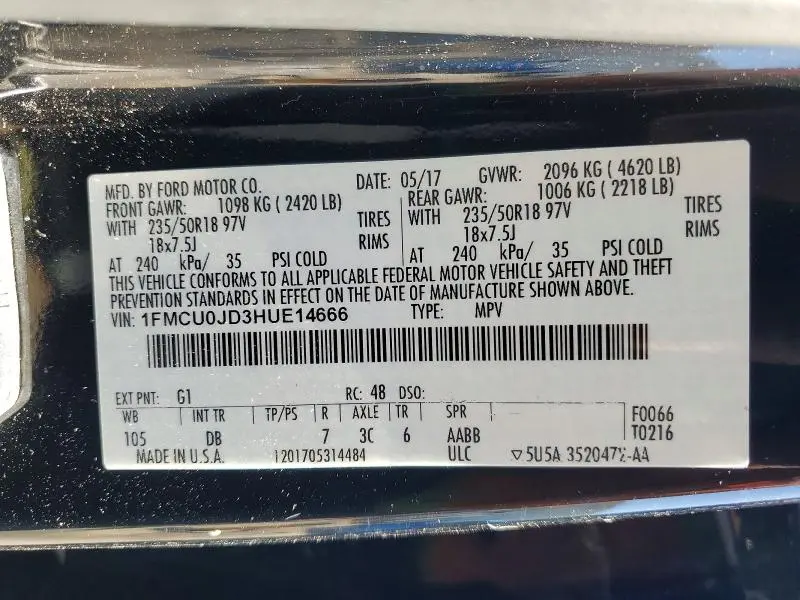 MFD. BY FORD MOTOR CO. DATE: 05/17 GVWR: 2096 KG ( 4620 LB)
FRONT GAWR: 1098 KG ( 2420 LB) REAR GAWR: 1006 KG ( 2218 LB)
WITH 235/50R18 97V TIRES WITH 235/50R18 97V TIRES
18x7.5J RIMS 18x7.5J RIMS
AT 240 kPa/ 35 PSI COLD AT 240 kPa/ 35 PSI COLD
THIS VEHICLE CONFORMS TO ALL APPLICABLE FEDERAL MOTOR VEHICLE SAFETY AND THEFT
PREVENTION STANDARDS IN EFFECT ON THE DATE OF MANUFACTURE SHOWN ABOVE.
VIN: 1FMCU0JD3HUE14666 TYPE: MPV
EXT PNT: G1 RC: 48 DSO:
WB INT TR TP/PS R AXLE TR SPR F0066
105 DB 7 3C 6 AABB T0216
MADE IN U.S.A. 1201705314484 ULC